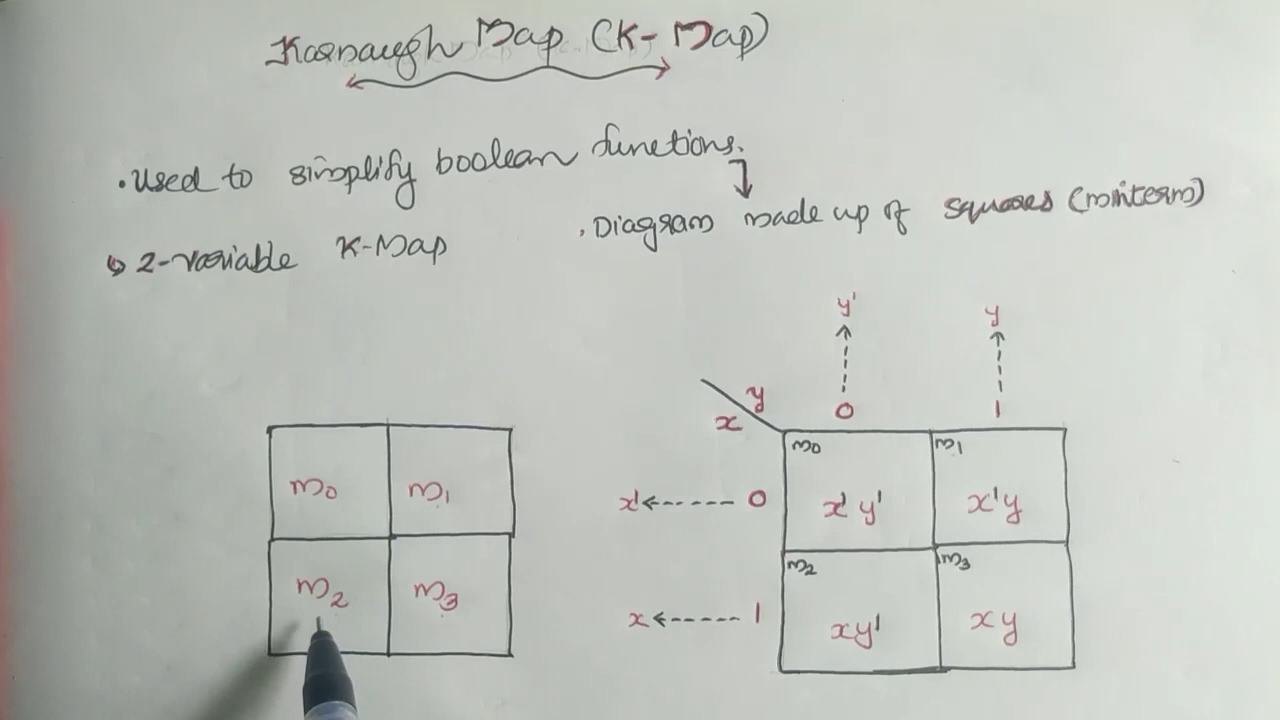 Karnaugh Map (K-Map)
.Used to simplify boolean functions.
.Diagram made up of squares (minterm)
↳ 2-variable K-Map
y' y
y
x
0 1
m0 m1
m0 m1
x' 0
x'y' x'y
m2 m3
m2 m3
x 1
xy' xy